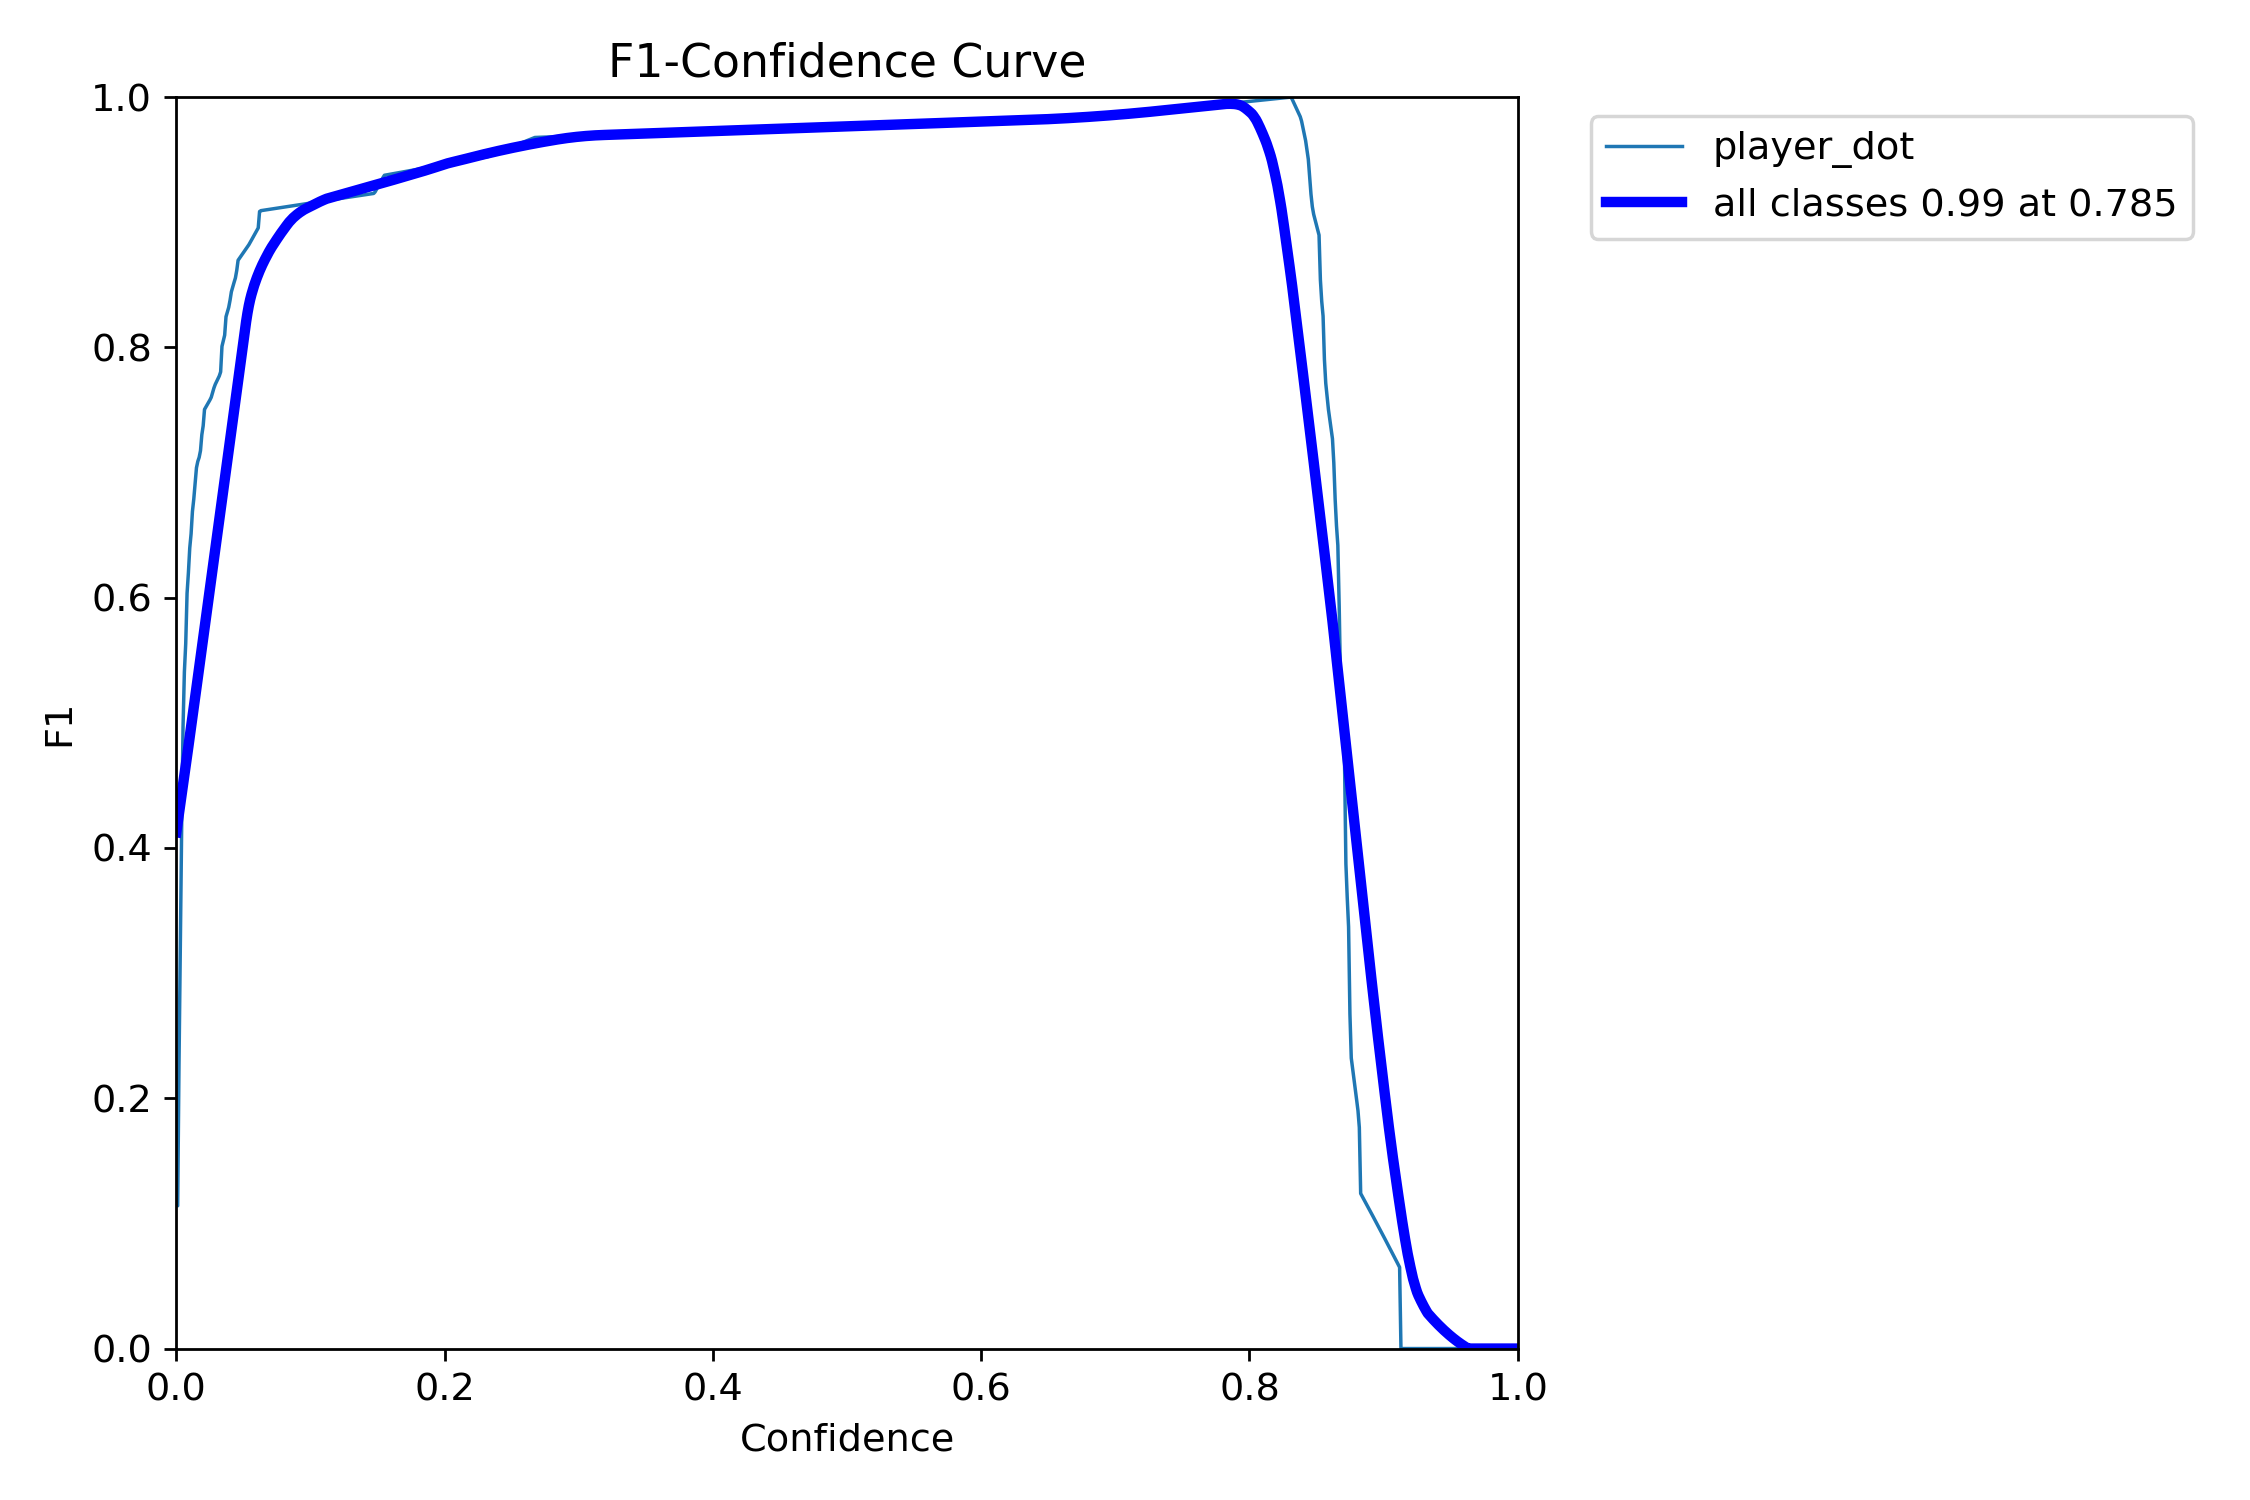 F1-Confidence Curve
player_dot
all classes 0.99 at 0.785
1.0
0.8
0.6
0.4
0.2
0.0
F1
0.0 0.2 0.4 0.6 0.8 1.0
Confidence